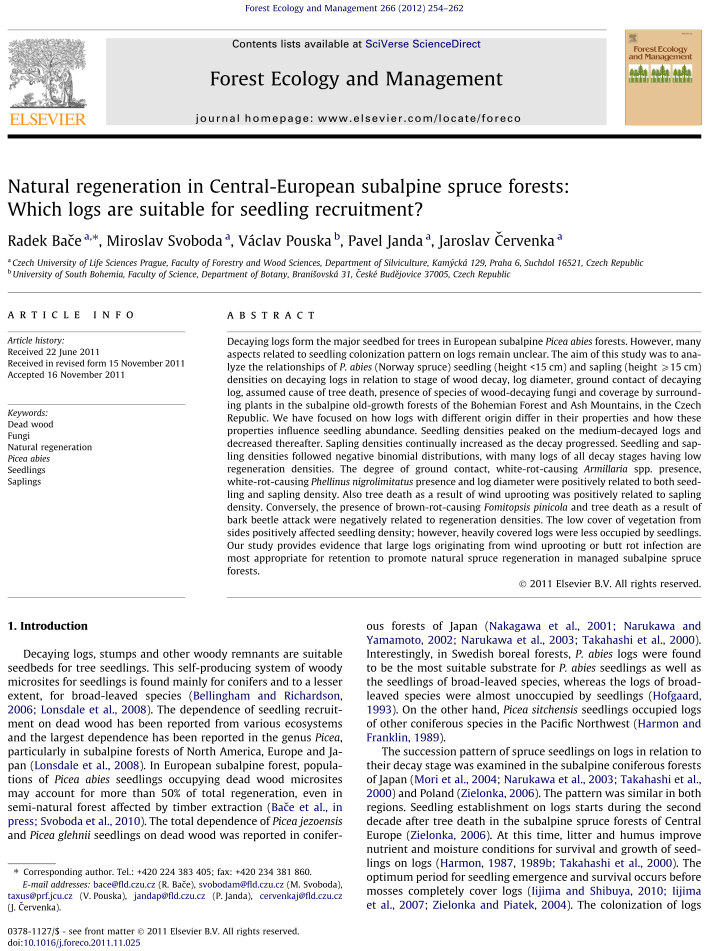 Forest Ecology and Management 266 (2012) 254–262
Contents lists available at SciVerse ScienceDirect
Forest Ecology and Management
journal homepage: www.elsevier.com/locate/foreco
ELSEVIER
Forest Ecology
and Management
Natural regeneration in Central-European subalpine spruce forests:
Which logs are suitable for seedling recruitment?
Radek Bače a,*, Miroslav Svoboda a, Václav Pouska b, Pavel Janda a, Jaroslav Červenka a
a Czech University of Life Sciences Prague, Faculty of Forestry and Wood Sciences, Department of Silviculture, Kamýcká 129, Praha 6, Suchdol 16521, Czech Republic
b University of South Bohemia, Faculty of Science, Department of Botany, Branišovská 31, České Budějovice 37005, Czech Republic
ARTICLE INFO
Article history:
Received 22 June 2011
Received in revised form 15 November 2011
Accepted 16 November 2011
Keywords:
Dead wood
Fungi
Natural regeneration
Picea abies
Seedlings
Saplings
ABSTRACT
Decaying logs form the major seedbed for trees in European subalpine Picea abies forests. However, many
aspects related to seedling colonization pattern on logs remain unclear. The aim of this study was to ana-
lyze the relationships of P. abies (Norway spruce) seedling (height <15 cm) and sapling (height ⩾15 cm)
densities on decaying logs in relation to stage of wood decay, log diameter, ground contact of decaying
log, assumed cause of tree death, presence of species of wood-decaying fungi and coverage by surround-
ing plants in the subalpine old-growth forests of the Bohemian Forest and Ash Mountains, in the Czech
Republic. We have focused on how logs with different origin differ in their properties and how these
properties influence seedling abundance. Seedling densities peaked on the medium-decayed logs and
decreased thereafter. Sapling densities continually increased as the decay progressed. Seedling and sap-
ling densities followed negative binomial distributions, with many logs of all decay stages having low
regeneration densities. The degree of ground contact, white-rot-causing Armillaria spp. presence,
white-rot-causing Phellinus nigrolimitatus presence and log diameter were positively related to both seed-
ling and sapling density. Also tree death as a result of wind uprooting was positively related to sapling
density. Conversely, the presence of brown-rot-causing Fomitopsis pinicola and tree death as a result of
bark beetle attack were negatively related to regeneration densities. The low cover of vegetation from
sides positively affected seedling density; however, heavily covered logs were less occupied by seedlings.
Our study provides evidence that large logs originating from wind uprooting or butt rot infection are
most appropriate for retention to promote natural spruce regeneration in managed subalpine spruce
forests.
© 2011 Elsevier B.V. All rights reserved.
1. Introduction
Decaying logs, stumps and other woody remnants are suitable
seedbeds for tree seedlings. This self-producing system of woody
microsites for seedlings is found mainly for conifers and to a lesser
extent, for broad-leaved species (Bellingham and Richardson,
2006; Lonsdale et al., 2008). The dependence of seedling recruit-
ment on dead wood has been reported from various ecosystems
and the largest dependence has been reported in the genus Picea,
particularly in subalpine forests of North America, Europe and Ja-
pan (Lonsdale et al., 2008). In European subalpine forest, popula-
tions of Picea abies seedlings occupying dead wood microsites
may account for more than 50% of total regeneration, even in
semi-natural forest affected by timber extraction (Bače et al., in
press; Svoboda et al., 2010). The total dependence of Picea jezoensis
and Picea glehnii seedlings on dead wood was reported in conifer-
* Corresponding author. Tel.: +420 224 383 405; fax: +420 234 381 860.
E-mail addresses: bace@fld.czu.cz (R. Bače), svobodam@fld.czu.cz (M. Svoboda),
taxus@prf.jcu.cz (V. Pouska), jandap@fld.czu.cz (P. Janda), cervenkaj@fld.czu.cz
(J. Červenka).
ous forests of Japan (Nakagawa et al., 2001; Narukawa and
Yamamoto, 2002; Narukawa et al., 2003; Takahashi et al., 2000).
Interestingly, in Swedish boreal forests, P. abies logs were found
to be the most suitable substrate for P. abies seedlings as well as
the seedlings of broad-leaved species, whereas the logs of broad-
leaved species were almost unoccupied by seedlings (Hofgaard,
1993). On the other hand, Picea sitchensis seedlings occupied logs
of other coniferous species in the Pacific Northwest (Harmon and
Franklin, 1989).
The succession pattern of spruce seedlings on logs in relation to
their decay stage was examined in the subalpine coniferous forests
of Japan (Mori et al., 2004; Narukawa et al., 2003; Takahashi et al.,
2000) and Poland (Zielonka, 2006). The pattern was similar in both
regions. Seedling establishment on logs starts during the second
decade after tree death in the subalpine spruce forests of Central
Europe (Zielonka, 2006). At this time, litter and humus improve
nutrient and moisture conditions for survival and growth of seed-
lings on logs (Harmon, 1987, 1989b; Takahashi et al., 2000). The
optimum period for seedling emergence and survival occurs before
mosses completely cover logs (Iijima and Shibuya, 2010; Iijima
et al., 2007; Zielonka and Piatek, 2004). The colonization of logs
0378-1127/$ - see front matter © 2011 Elsevier B.V. All rights reserved.
doi:10.1016/j.foreco.2011.11.025